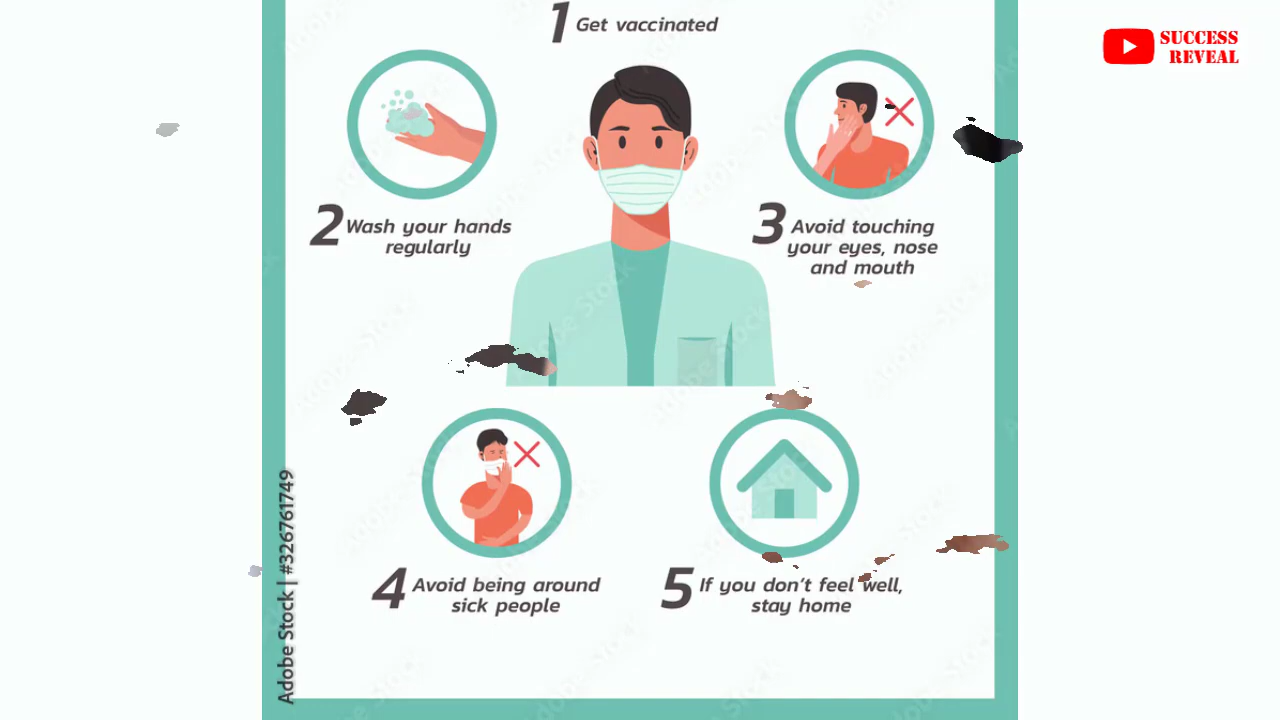 1 Get vaccinated
SUCCESS
REVEAL
2 Wash your hands
regularly
3 Avoid touching
your eyes, nose
and mouth
4 Avoid being around
sick people
5 If you don't feel well,
stay home
Adobe Stock | #326761749